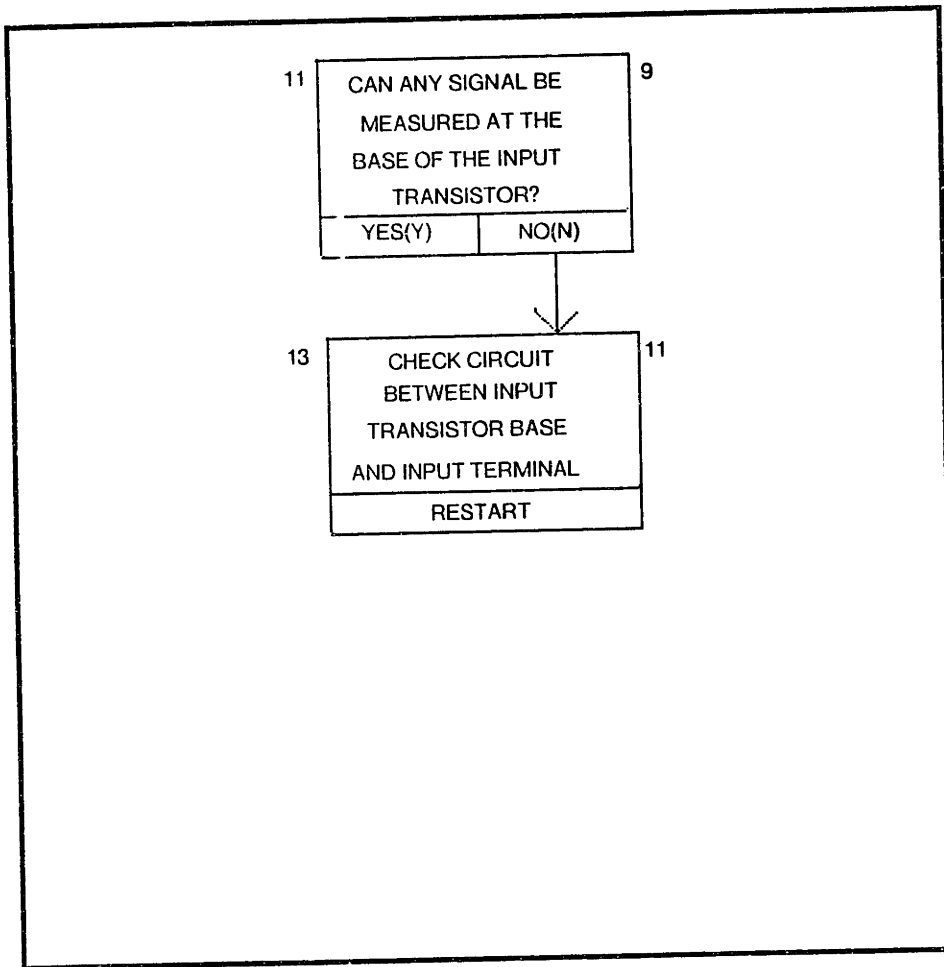 11
9
CAN ANY SIGNAL BE
MEASURED AT THE
BASE OF THE INPUT
TRANSISTOR?
YES(Y) NO(N)
13
11
CHECK CIRCUIT
BETWEEN INPUT
TRANSISTOR BASE
AND INPUT TERMINAL
RESTART